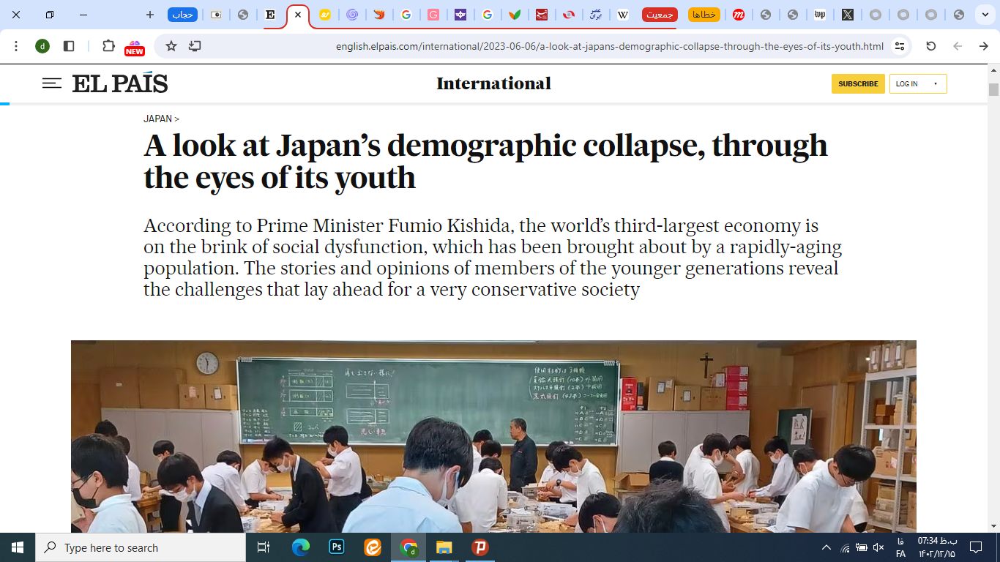 حجاب
جمعیت
خطاها
W
wp
d
NEW
english.elpais.com/international/2023-06-06/a-look-at-japans-demographic-collapse-through-the-eyes-of-its-youth.html
EL PAÍS
International
SUBSCRIBE
LOG IN
JAPAN >
A look at Japan’s demographic collapse, through
the eyes of its youth
According to Prime Minister Fumio Kishida, the world’s third-largest economy is
on the brink of social dysfunction, which has been brought about by a rapidly-aging
population. The stories and opinions of members of the younger generations reveal
the challenges that lay ahead for a very conservative society
Type here to search
Ps
d
فا
FA
07:34 ب.ظ
۱۴۰۲/۱۲/۱۵